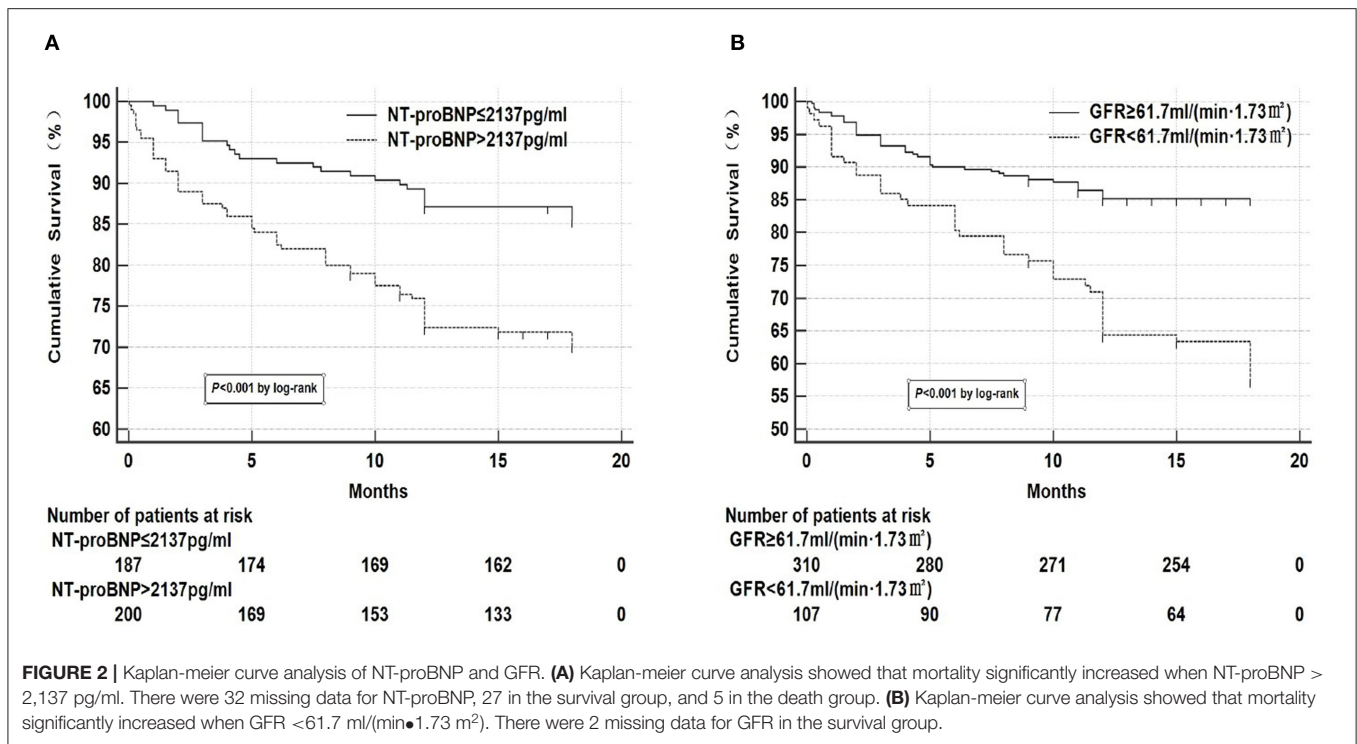 A
Cumulative Survival (%)
100
95
90
85
80
75
70
65
60
NT-proBNP≤2137pg/ml
NT-proBNP>2137pg/ml
P<0.001 by log-rank
0 5 10 15 20
Months
Number of patients at risk
NT-proBNP≤2137pg/ml
187 174 169 162 0
NT-proBNP>2137pg/ml
200 169 153 133 0
B
Cumulative Survival (%)
100
95
90
85
80
75
70
65
60
55
50
GFR≥61.7ml/(min·1.73㎡)
GFR<61.7ml/(min·1.73㎡)
P<0.001 by log-rank
0 5 10 15 20
Months
Number of patients at risk
GFR≥61.7ml/(min·1.73㎡)
310 280 271 254 0
GFR<61.7ml/(min·1.73㎡)
107 90 77 64 0
FIGURE 2 | Kaplan-meier curve analysis of NT-proBNP and GFR. (A) Kaplan-meier curve analysis showed that mortality significantly increased when NT-proBNP >
2,137 pg/ml. There were 32 missing data for NT-proBNP, 27 in the survival group, and 5 in the death group. (B) Kaplan-meier curve analysis showed that mortality
significantly increased when GFR <61.7 ml/(min•1.73 m²). There were 2 missing data for GFR in the survival group.